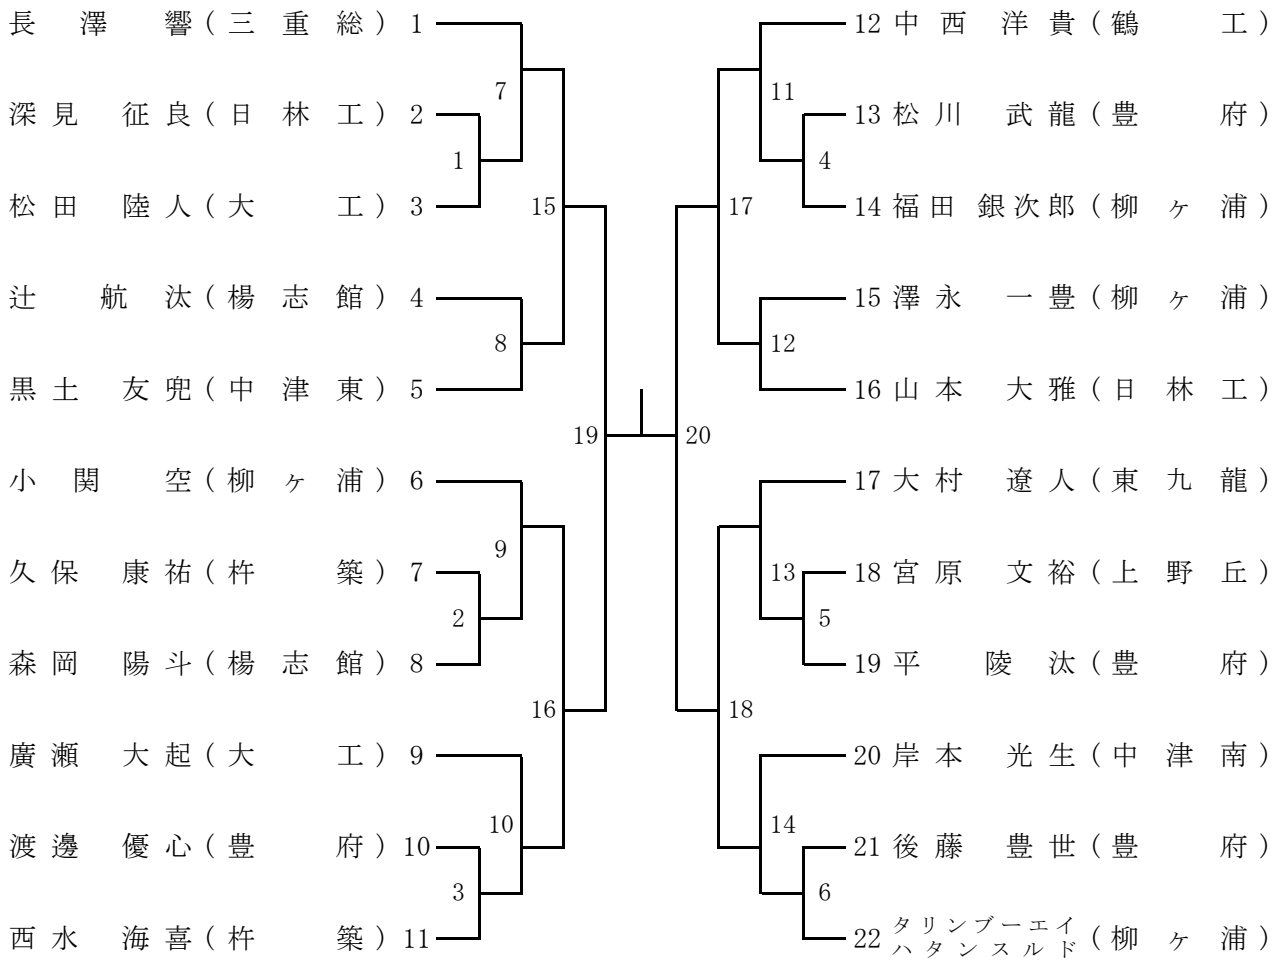 長澤 響(三重総) 1
7
深見 征良(日林工) 2
1
松田 陸人(大工) 3
15
辻 航汰(楊志館) 4
8
黒土 友兜(中津東) 5
19
小関 空(柳ヶ浦) 6
9
久保 康祐(杵築) 7
2
森岡 陽斗(楊志館) 8
16
廣瀬 大起(大工) 9
10
渡邊 優心(豊府) 10
3
西水 海喜(杵築) 11
12 中西 洋貴(鶴工)
11
13 松川 武龍(豊府)
4
14 福田 銀次郎(柳ヶ浦)
17
15 澤永 一豊(柳ヶ浦)
12
16 山本 大雅(日林工)
20
17 大村 遼人(東九龍)
13
18 宮原 文裕(上野丘)
5
19 平 陵汰(豊府)
18
20 岸本 光生(中津南)
14
21 後藤 豊世(豊府)
6
22 タリンブーエイ
ハタンスルド(柳ヶ浦)